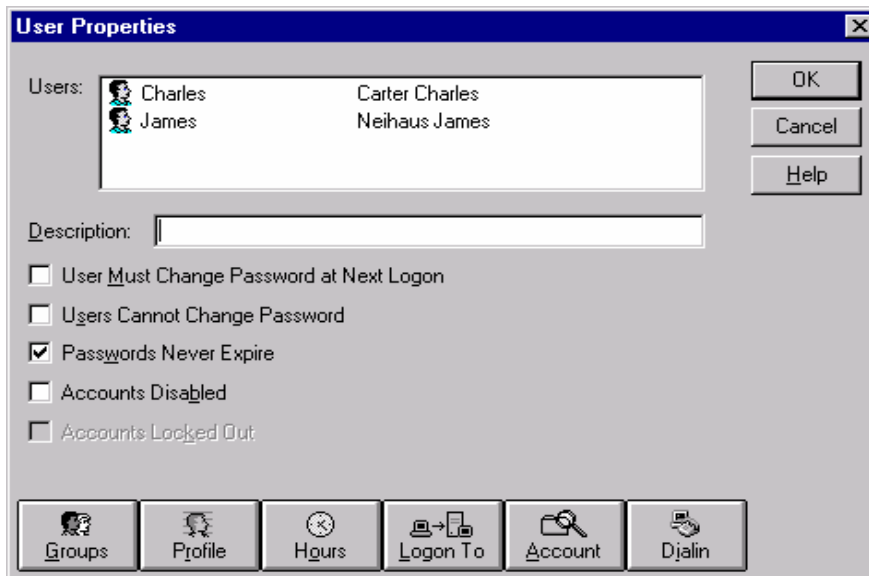 User Properties
Users: Charles Carter Charles
James Neihaus James
OK
Cancel
Help
Description:
User Must Change Password at Next Logon
Users Cannot Change Password
Passwords Never Expire
Accounts Disabled
Accounts Locked Out
Groups Profile Hours Logon To Account Dialin